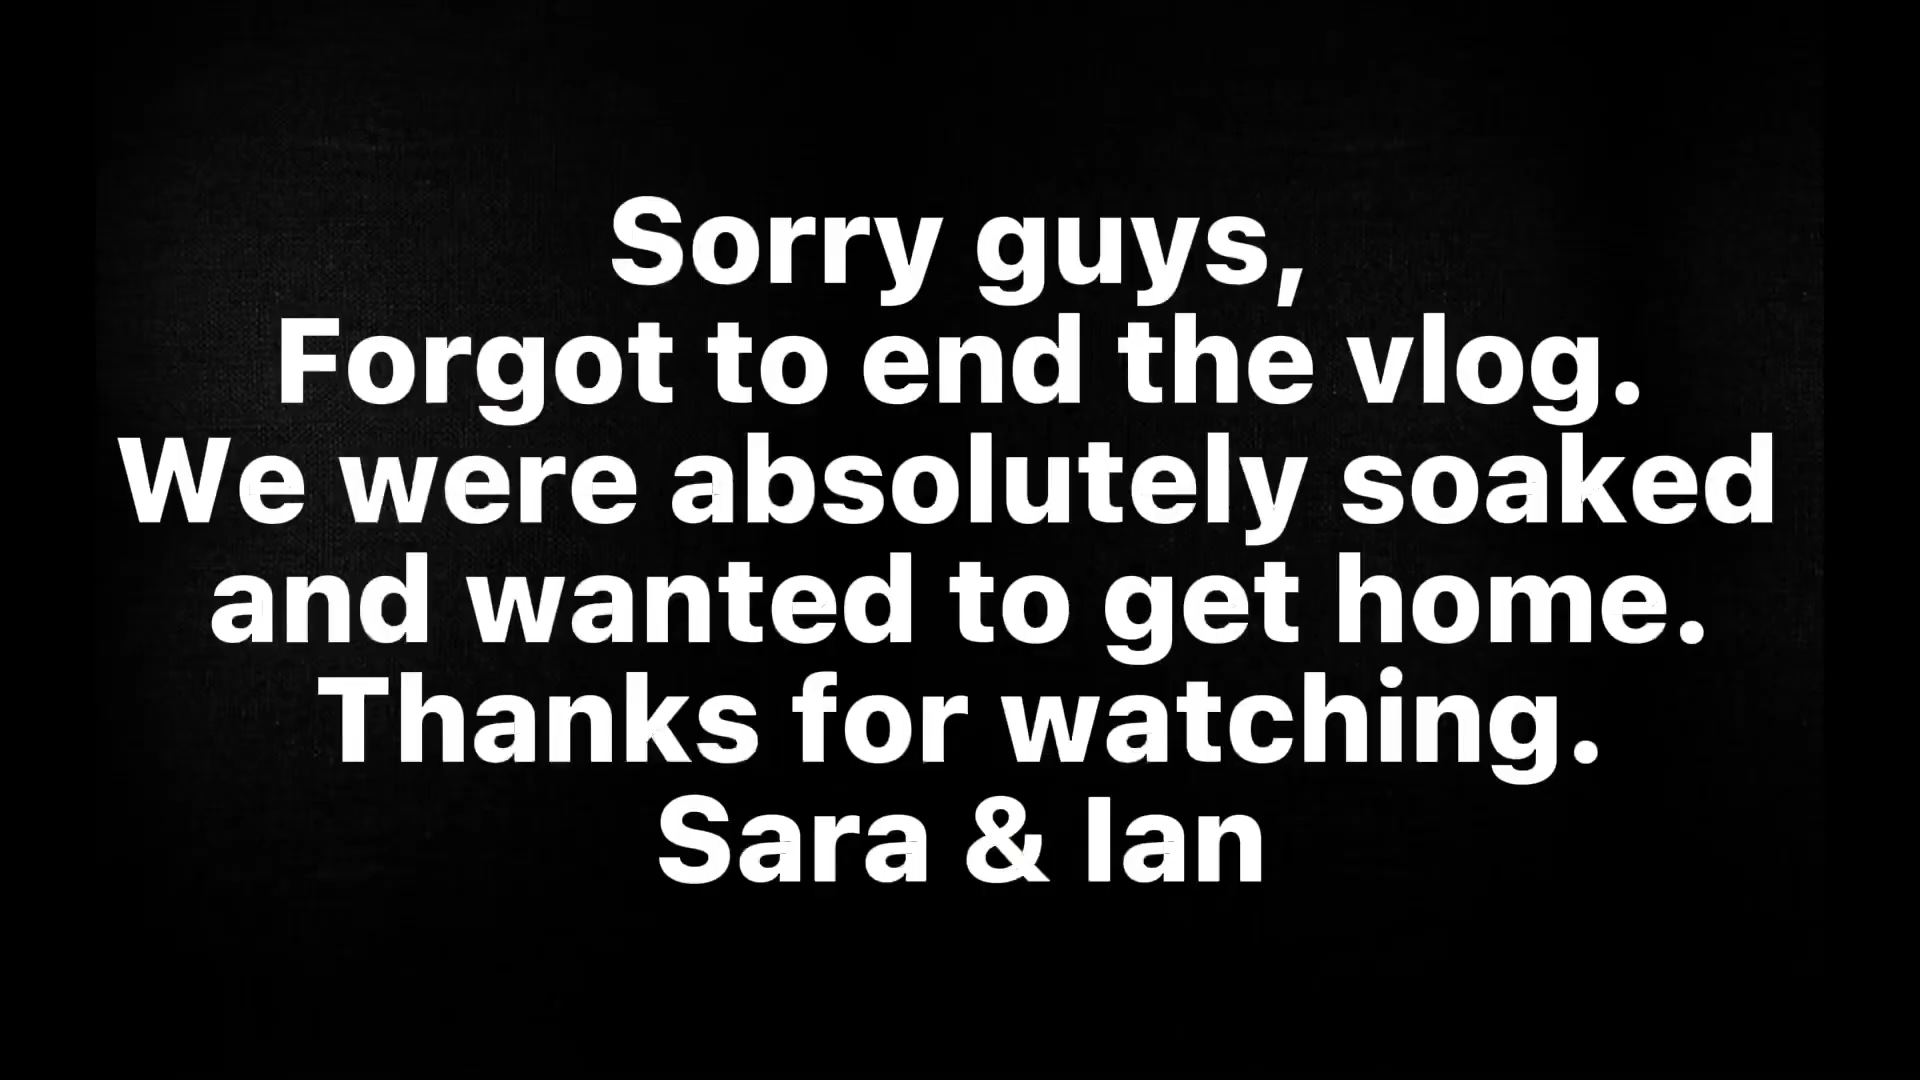 Sorry guys,
Forgot to end the vlog.
We were absolutely soaked
and wanted to get home.
Thanks for watching.
Sara & Ian